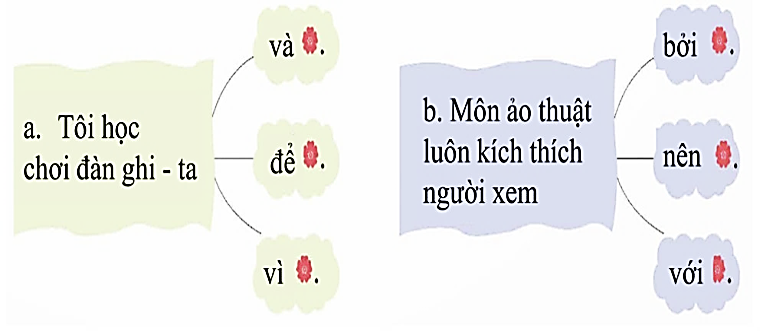 a. Tôi học
chơi đàn ghi - ta
và .
để .
vì .
b. Môn ảo thuật
luôn kích thích
người xem
bởi .
nên .
với .